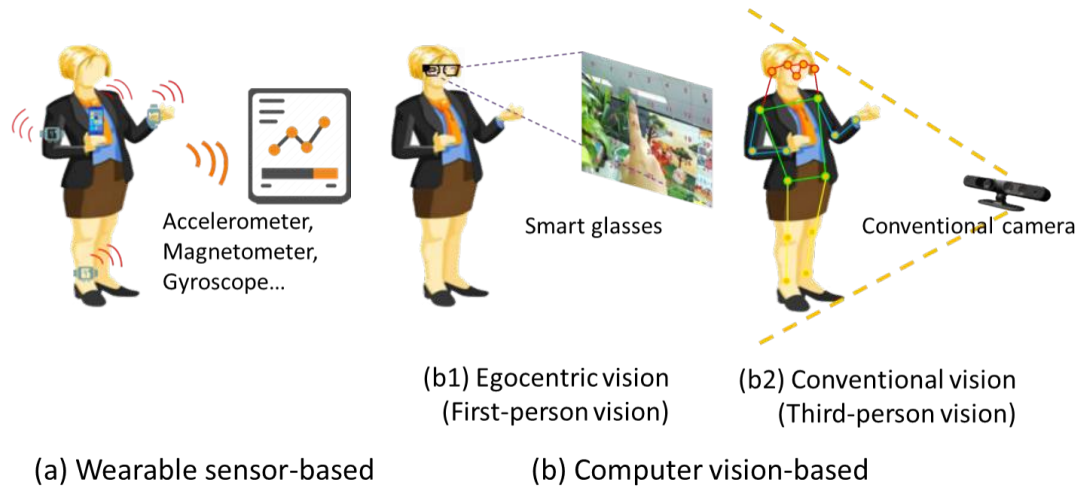 Accelerometer,
Magnetometer,
Gyroscope...
Smart glasses
Conventional camera
(b1) Egocentric vision
(First-person vision)
(b2) Conventional vision
(Third-person vision)
(a) Wearable sensor-based
(b) Computer vision-based